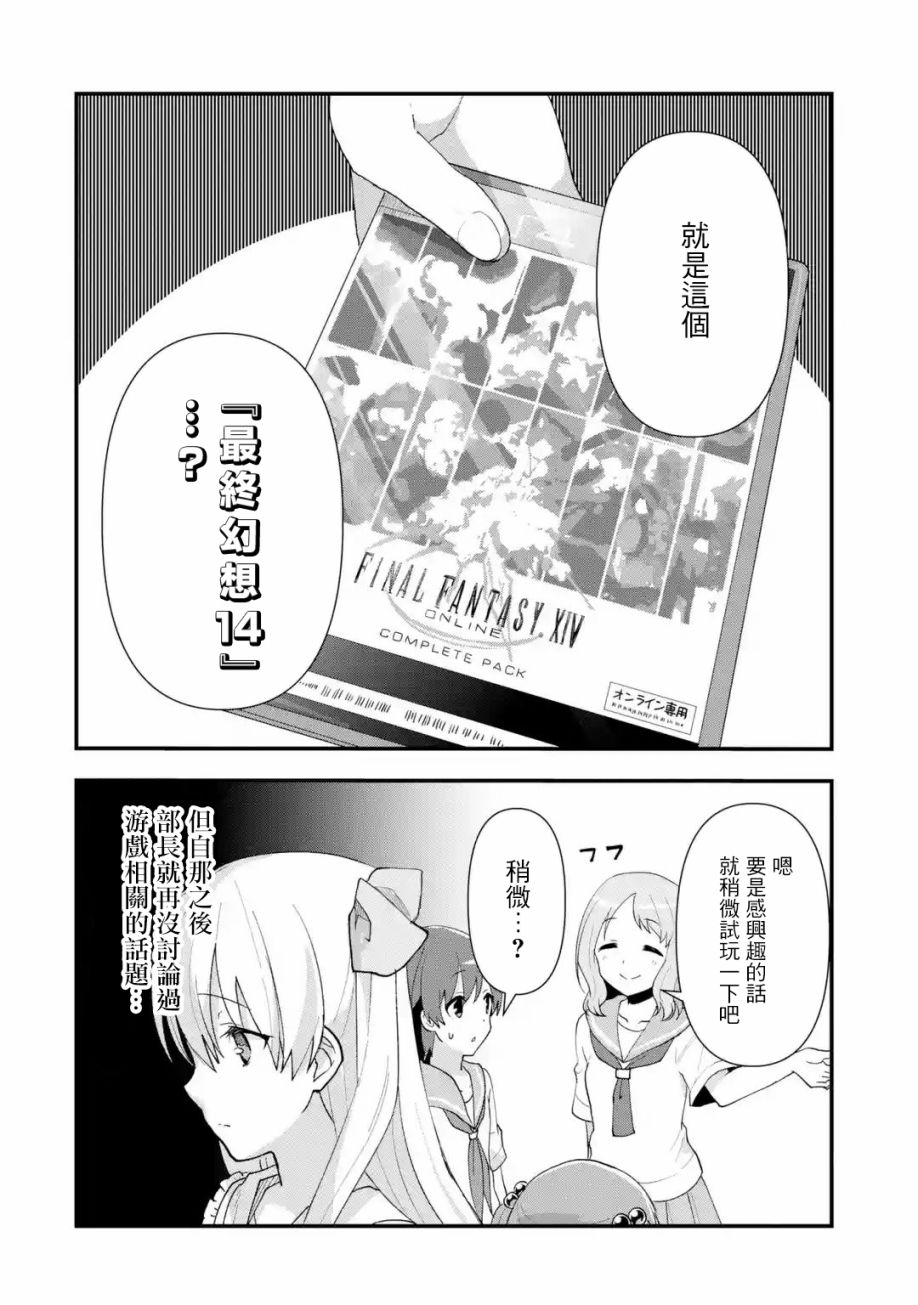 就是這個
『最終幻想14』
…?
FINAL FANTASY XIV
ONLINE
COMPLETE PACK
オンライン専用
嗯
要是感興趣的話
就稍微試玩一下吧
フフ
稍微…?
但自那之後
部長就再沒討論過
游戲相關的話題…